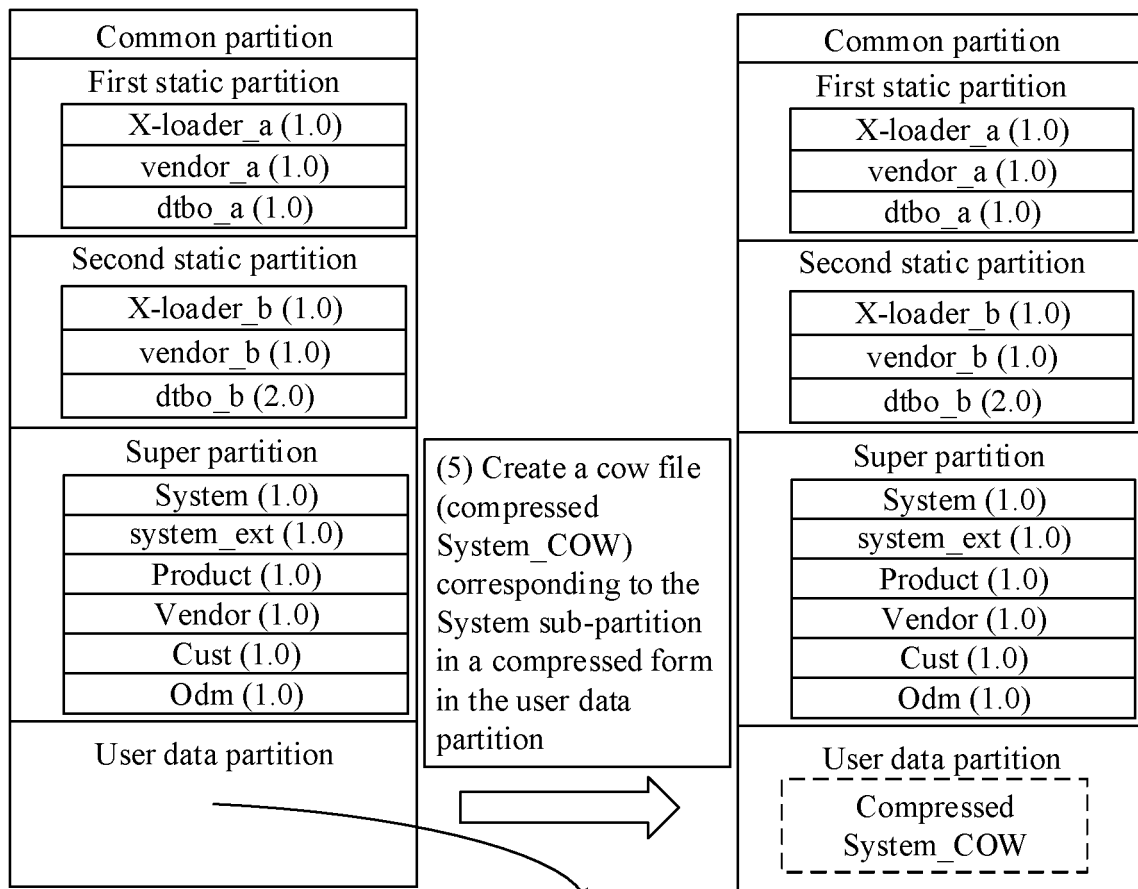 Common partition
First static partition
X-loader_a (1.0)
vendor_a (1.0)
dtbo_a (1.0)
Second static partition
X-loader_b (1.0)
vendor_b (1.0)
dtbo_b (2.0)
Super partition
System (1.0)
system_ext (1.0)
Product (1.0)
Vendor (1.0)
Cust (1.0)
Odm (1.0)
User data partition
(5) Create a cow file
(compressed
System_COW)
corresponding to the
System sub-partition
in a compressed form
in the user data
partition
Common partition
First static partition
X-loader_a (1.0)
vendor_a (1.0)
dtbo_a (1.0)
Second static partition
X-loader_b (1.0)
vendor_b (1.0)
dtbo_b (2.0)
Super partition
System (1.0)
system_ext (1.0)
Product (1.0)
Vendor (1.0)
Cust (1.0)
Odm (1.0)
User data partition
Compressed
System_COW